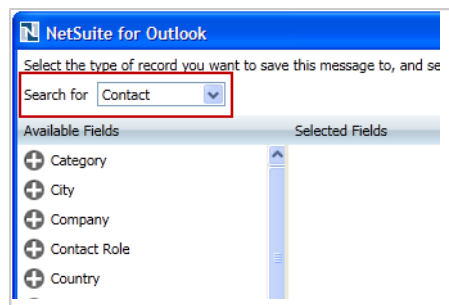 NetSuite for Outlook
Select the type of record you want to save this message to, and se
Search for Contact
Available Fields Selected Fields
Category
City
Company
Contact Role
Country